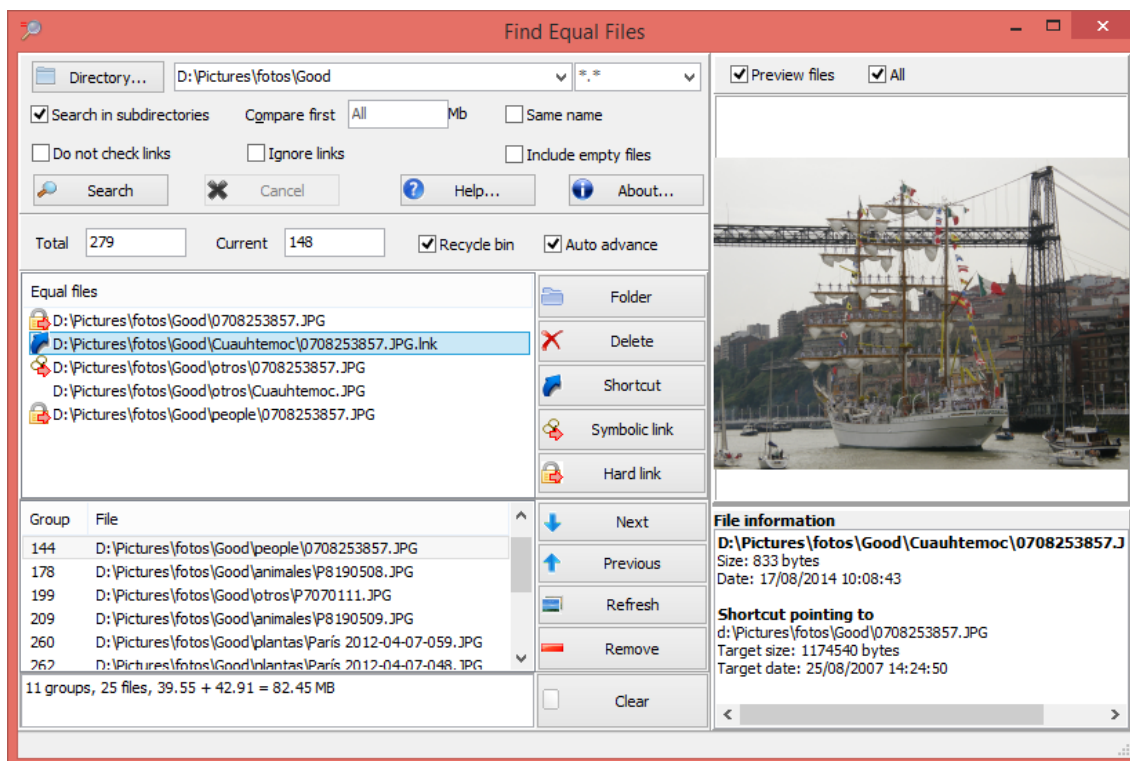 Find Equal Files
Directory... D:\Pictures\fotos\Good *.*
Search in subdirectories Compare first All Mb Same name
Do not check links Ignore links Include empty files
Search Cancel Help... About...
Total 279 Current 148 Recycle bin Auto advance
Equal files
D:\Pictures\fotos\Good\0708253857.JPG
D:\Pictures\fotos\Good\Cuauhtemoc\0708253857.JPG.lnk
D:\Pictures\fotos\Good\otros\0708253857.JPG
D:\Pictures\fotos\Good\otros\Cuauhtemoc.JPG
D:\Pictures\fotos\Good\people\0708253857.JPG
Folder
Delete
Shortcut
Symbolic link
Hard link
Group File
144 D:\Pictures\fotos\Good\people\0708253857.JPG
178 D:\Pictures\fotos\Good\animales\P8190508.JPG
199 D:\Pictures\fotos\Good\otros\P7070111.JPG
209 D:\Pictures\fotos\Good\animales\P8190509.JPG
260 D:\Pictures\fotos\Good\plantas\París 2012-04-07-059.JPG
262 D:\Pictures\fotos\Good\plantas\París 2012-04-07-048.JPG
Next
Previous
Refresh
Remove
11 groups, 25 files, 39.55 + 42.91 = 82.45 MB
Clear
Preview files All
File information
D:\Pictures\fotos\Good\Cuauhtemoc\0708253857.J
Size: 833 bytes
Date: 17/08/2014 10:08:43
Shortcut pointing to
d:\Pictures\fotos\Good\0708253857.JPG
Target size: 1174540 bytes
Target date: 25/08/2007 14:24:50